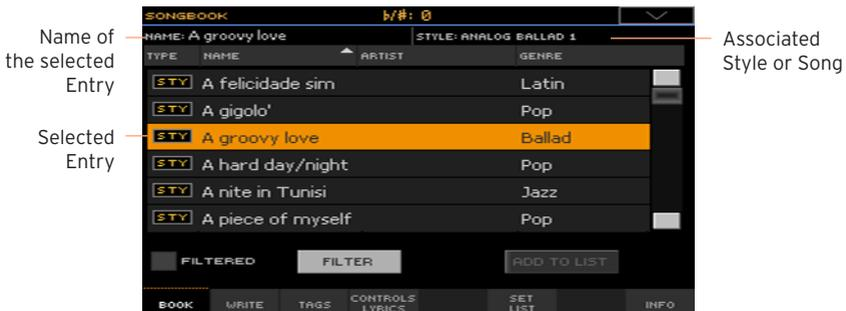 SONGBOOK b/#: 0
NAME: A groovy love STYLE: ANALOG BALLAD 1
TYPE NAME ARTIST GENRE
STY A felicidade sim Latin
STY A gigolo' Pop
STY A groovy love Ballad
STY A hard day/night Pop
STY A nite in Tunisi Jazz
STY A piece of myself Pop
FILTERED FILTER ADD TO LIST
BOOK WRITE TAGS CONTROLS LYRICS SET LIST INFO
Name of
the selected
Entry
Selected
Entry
Associated
Style or Song